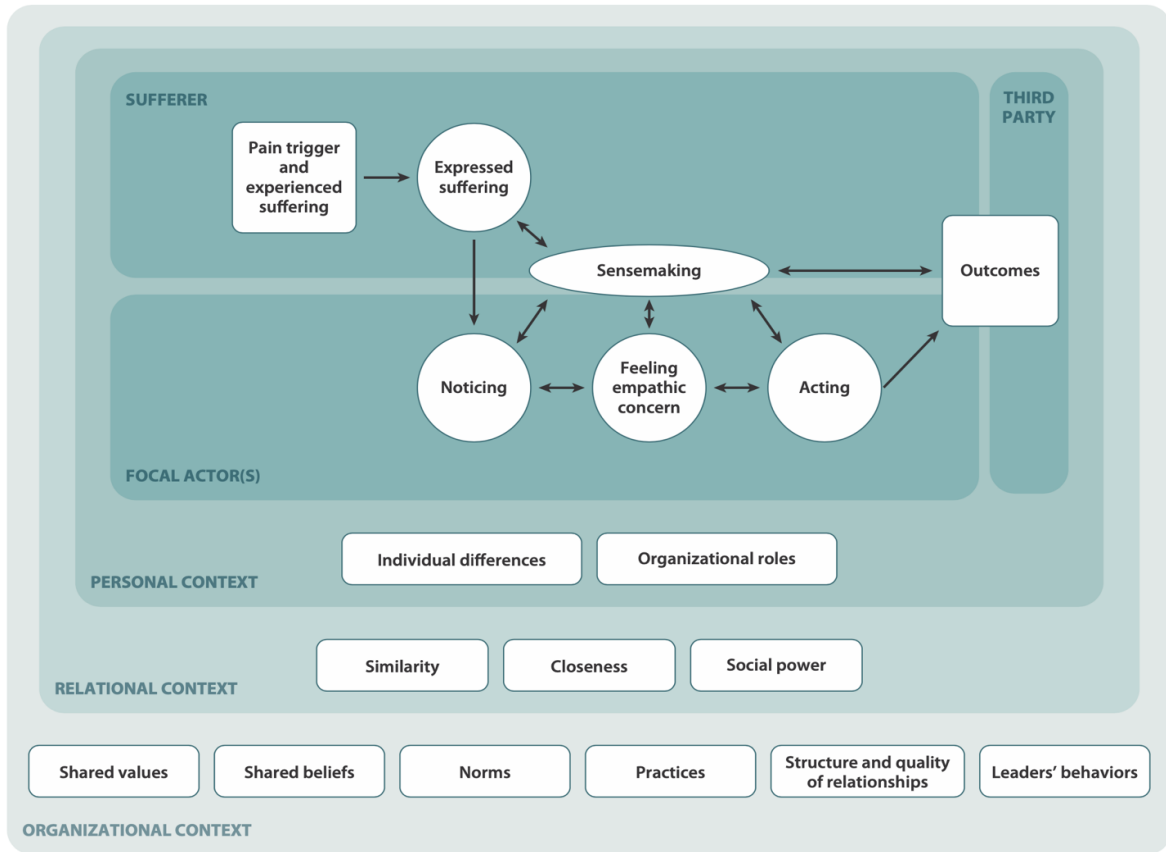 SUFFERER
THIRD
PARTY
Pain trigger
and
experienced
suffering
Expressed
suffering
Sensemaking
Outcomes
Noticing
Feeling
empathic
concern
Acting
FOCAL ACTOR(S)
Individual differences
Organizational roles
PERSONAL CONTEXT
Similarity
Closeness
Social power
RELATIONAL CONTEXT
Shared values
Shared beliefs
Norms
Practices
Structure and quality
of relationships
Leaders’ behaviors
ORGANIZATIONAL CONTEXT